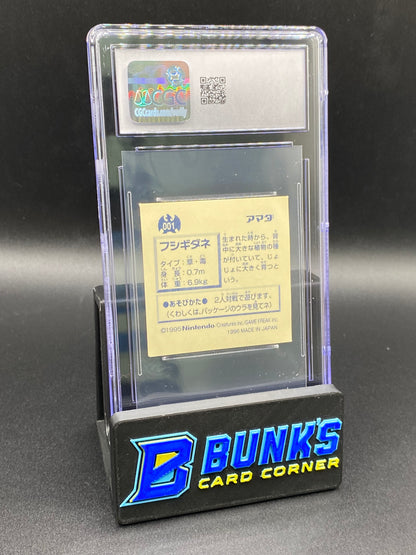 CGC
001
アマダ
フシギダネ
タイプ：草・毒
身　長：0.7m
体　重：6.9kg
生まれた時から、背
中に大きな植物の種
が付いていて、じょ
じょに大きく育つと
いう。
●あそびかた● 2人対戦で遊びます。
（くわしくは、パッケージのウラを見てネ）
©1995 Nintendo Creatures inc. GAME FREAK inc.
1996 MADE IN JAPAN
B BUNK'S
CARD CORNER